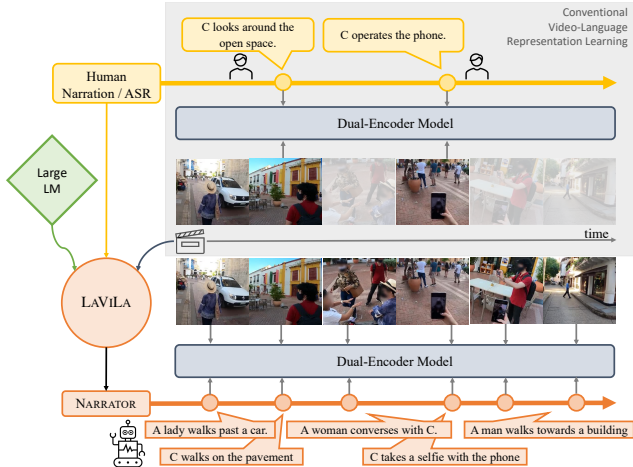 Conventional
Video-Language
Representation Learning
C looks around the
open space.
C operates the phone.
Human
Narration / ASR
Dual-Encoder Model
Large
LM
time
LAVILA
Dual-Encoder Model
NARRATOR
A lady walks past a car.
A woman converses with C.
A man walks towards a building
C walks on the pavement
C takes a selfie with the phone